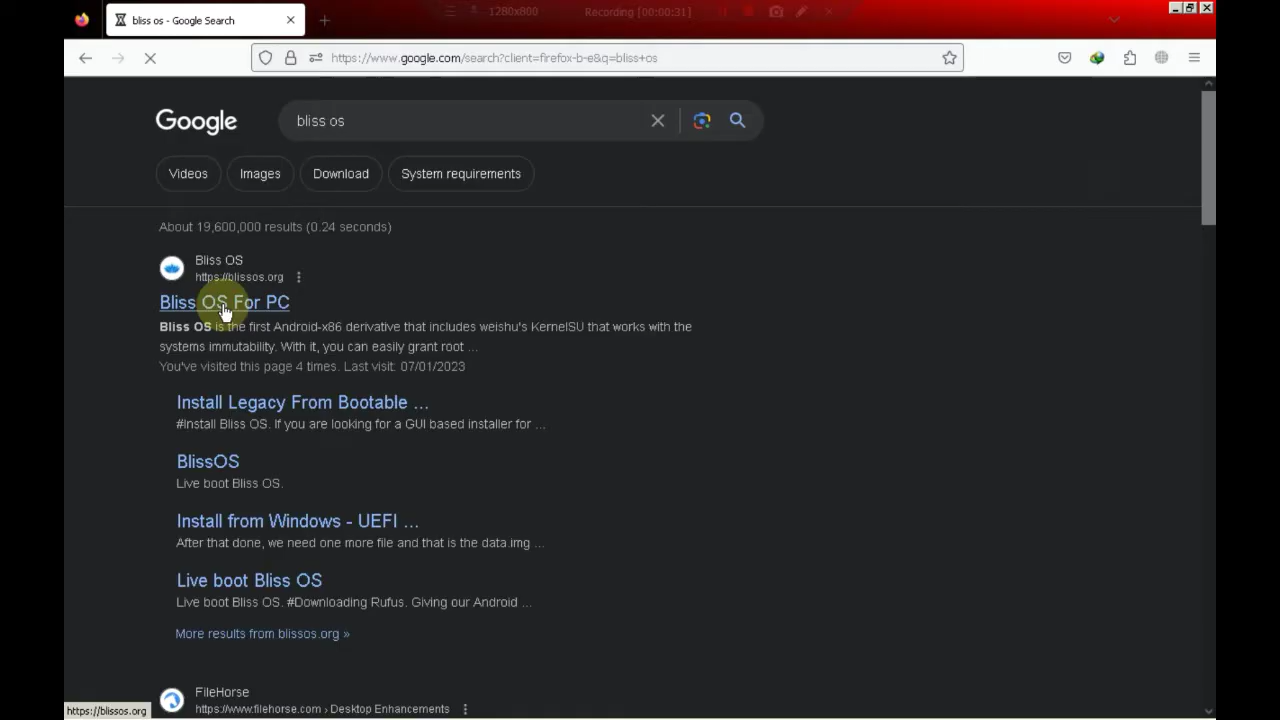 bliss os - Google Search
1280x800
Recording [00:00:31]
https://www.google.com/search?client=firefox-b-e&q=bliss+os
Google
bliss os
Videos
Images
Download
System requirements
About 19,600,000 results (0.24 seconds)
Bliss OS
https://blissos.org
Bliss OS For PC
Bliss OS is the first Android-x86 derivative that includes weishu's KernelSU that works with the
systems immutability. With it, you can easily grant root ...
You've visited this page 4 times. Last visit: 07/01/2023
Install Legacy From Bootable ...
#Install Bliss OS. If you are looking for a GUI based installer for ...
BlissOS
Live boot Bliss OS.
Install from Windows - UEFI ...
After that done, we need one more file and that is the data.img ...
Live boot Bliss OS
Live boot Bliss OS. #Downloading Rufus. Giving our Android ...
More results from blissos.org »
FileHorse
https://www.filehorse.com › Desktop Enhancements
https://blissos.org